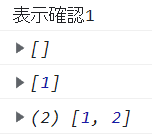 表示確認1
▶ []
▶ [1]
▶ (2) [1, 2]